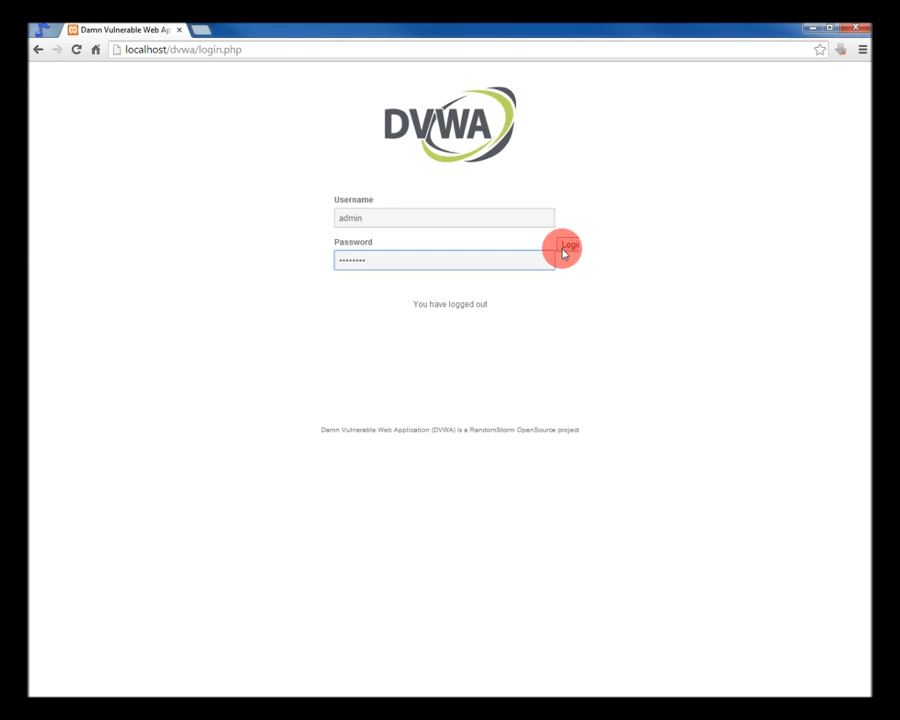 Damn Vulnerable Web Ap
localhost/dvwa/login.php
DVWA
Username
admin
Password
Logi
You have logged out
Damn Vulnerable Web Application (DVWA) is a RandomStorm OpenSource project